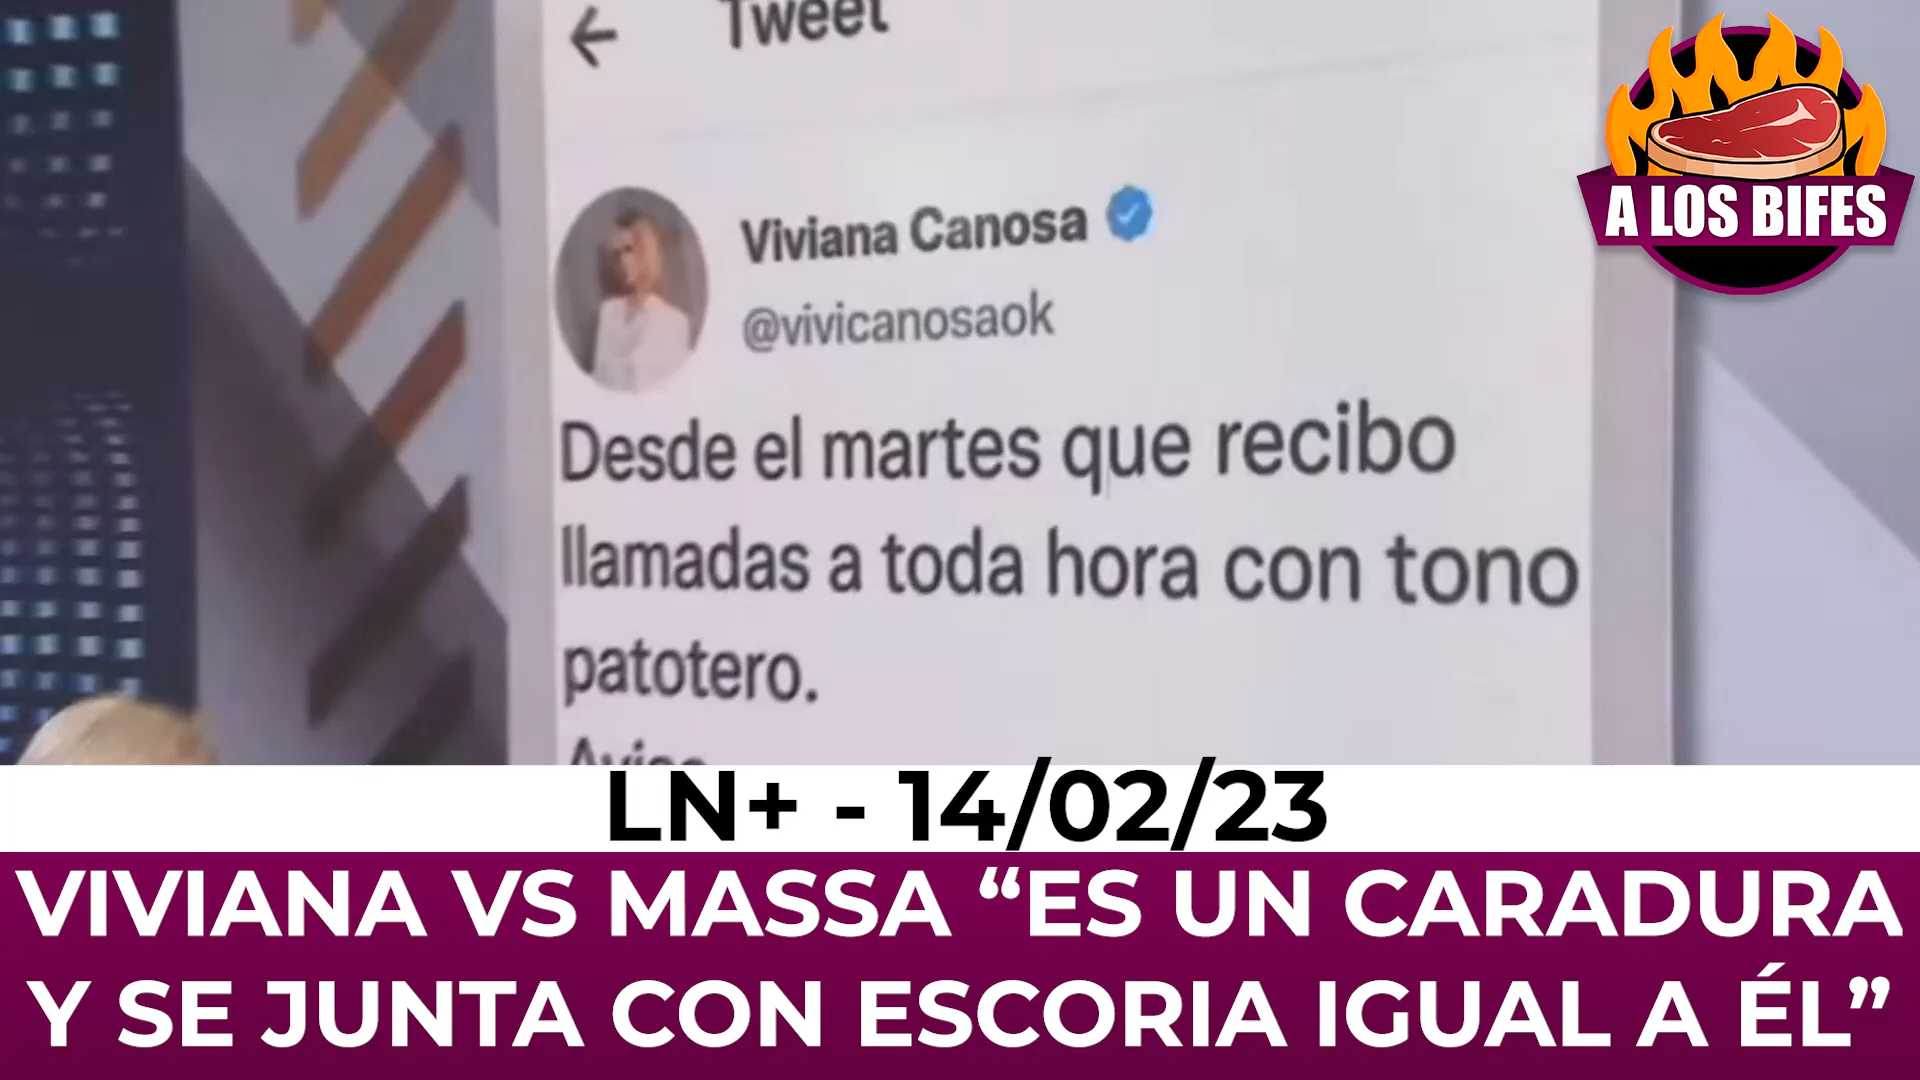 Tweet
A LOS BIFES
Viviana Canosa
@vivicanosaok
Desde el martes que recibo
llamadas a toda hora con tono
patotero.
LN+ - 14/02/23
VIVIANA VS MASSA “ES UN CARADURA
Y SE JUNTA CON ESCORIA IGUAL A ÉL”